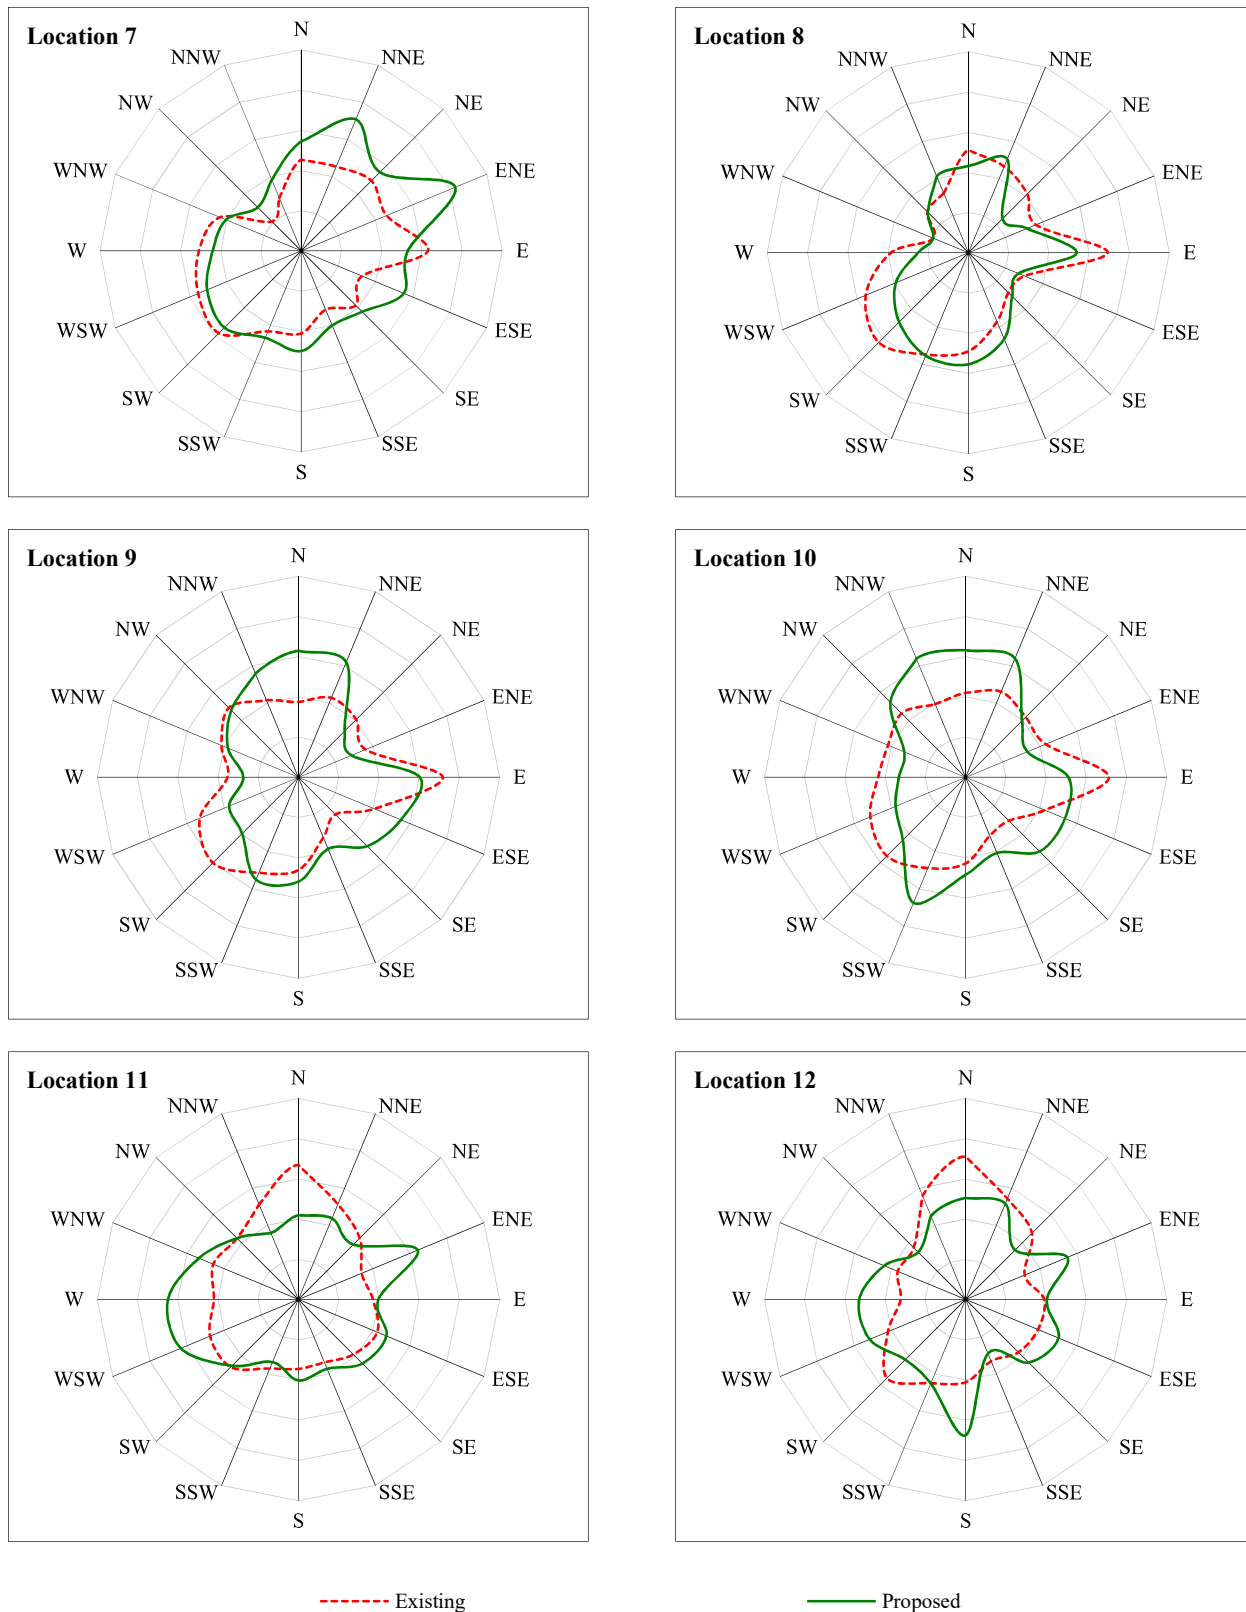 Location 7
N
NNW
NNE
NW
NE
WNW
ENE
W
E
WSW
ESE
SW
SE
SSW
SSE
S
Location 8
N
NNW
NNE
NW
NE
WNW
ENE
W
E
WSW
ESE
SW
SE
SSW
SSE
S
Location 9
N
NNW
NNE
NW
NE
WNW
ENE
W
E
WSW
ESE
SW
SE
SSW
SSE
S
Location 10
N
NNW
NNE
NW
NE
WNW
ENE
W
E
WSW
ESE
SW
SE
SSW
SSE
S
Location 11
N
NNW
NNE
NW
NE
WNW
ENE
W
E
WSW
ESE
SW
SE
SSW
SSE
S
Location 12
N
NNW
NNE
NW
NE
WNW
ENE
W
E
WSW
ESE
SW
SE
SSW
SSE
S
Existing
Proposed